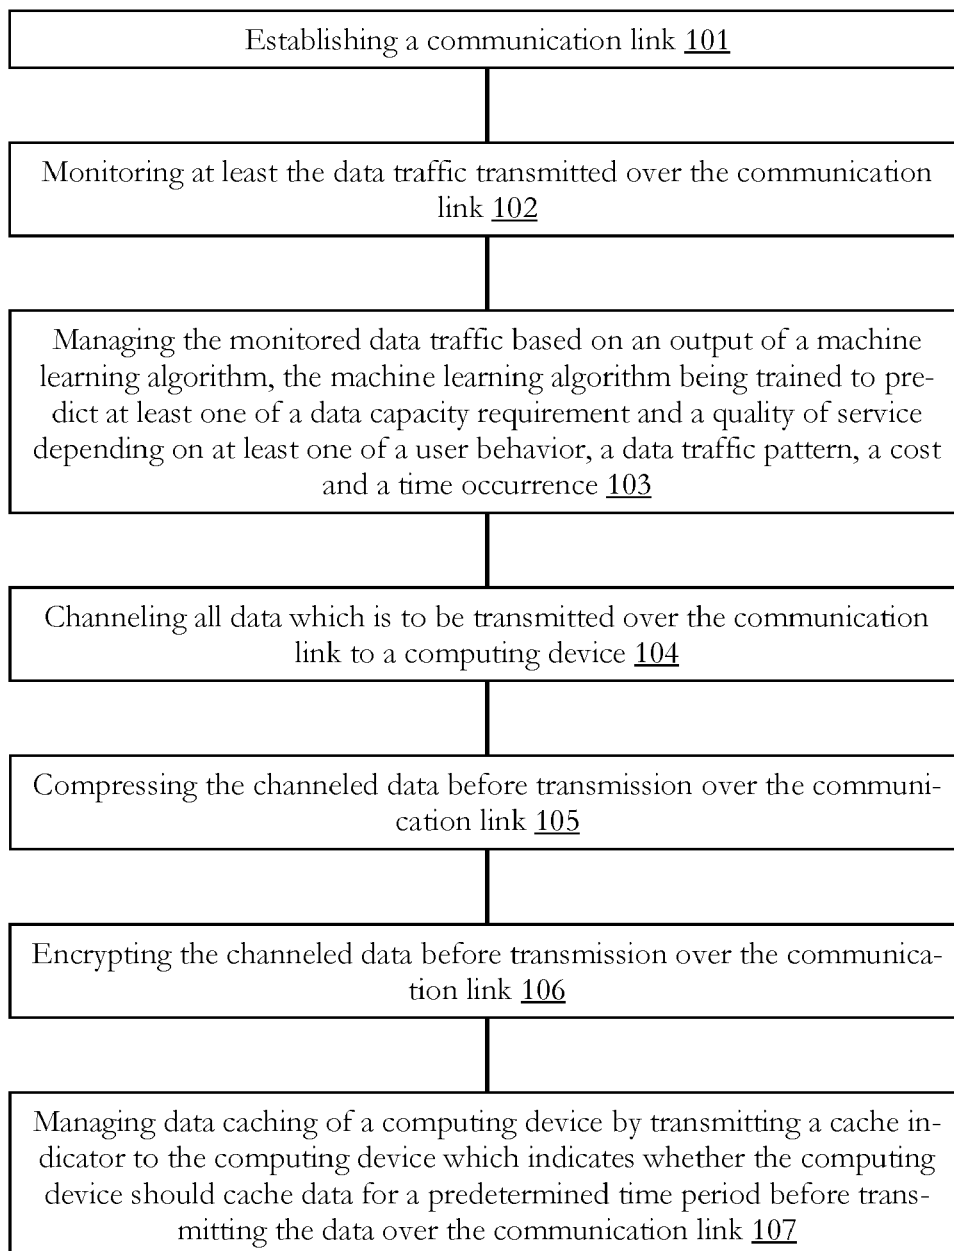 Establishing a communication link 101
Monitoring at least the data traffic transmitted over the communication
link 102
Managing the monitored data traffic based on an output of a machine
learning algorithm, the machine learning algorithm being trained to pre-
dict at least one of a data capacity requirement and a quality of service
depending on at least one of a user behavior, a data traffic pattern, a cost
and a time occurrence 103
Channeling all data which is to be transmitted over the communication
link to a computing device 104
Compressing the channeled data before transmission over the communi-
cation link 105
Encrypting the channeled data before transmission over the communica-
tion link 106
Managing data caching of a computing device by transmitting a cache in-
dicator to the computing device which indicates whether the computing
device should cache data for a predetermined time period before trans-
mitting the data over the communication link 107